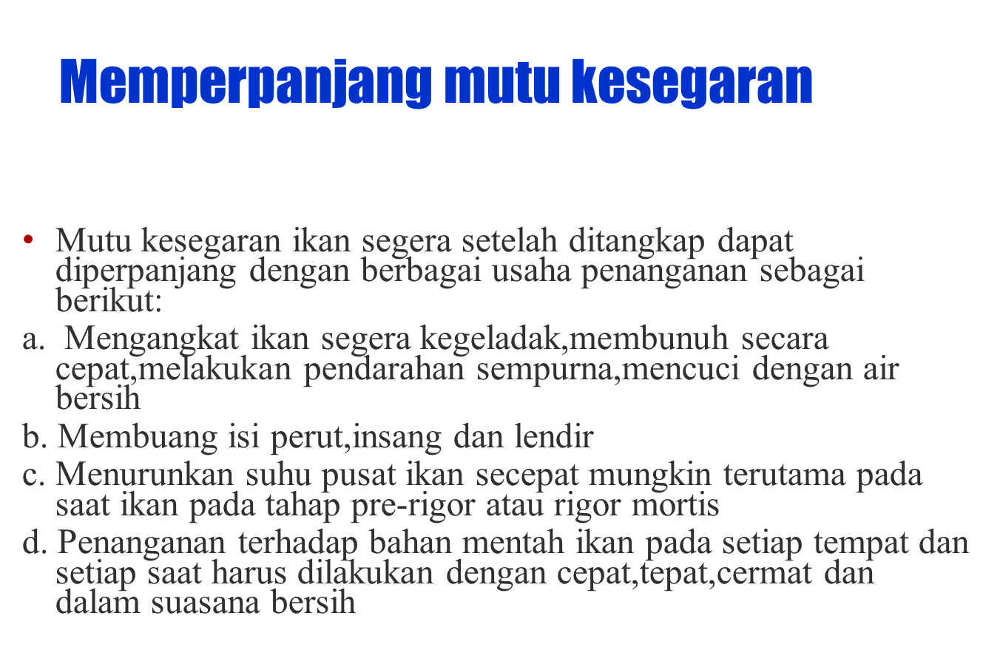 Memperpanjang mutu kesegaran
• Mutu kesegaran ikan segera setelah ditangkap dapat
diperpanjang dengan berbagai usaha penanganan sebagai
berikut:
a. Mengangkat ikan segera kegeladak,membunuh secara
cepat,melakukan pendarahan sempurna,mencuci dengan air
bersih
b. Membuang isi perut,insang dan lendir
c. Menurunkan suhu pusat ikan secepat mungkin terutama pada
saat ikan pada tahap pre-rigor atau rigor mortis
d. Penanganan terhadap bahan mentah ikan pada setiap tempat dan
setiap saat harus dilakukan dengan cepat,tepat,cermat dan
dalam suasana bersih